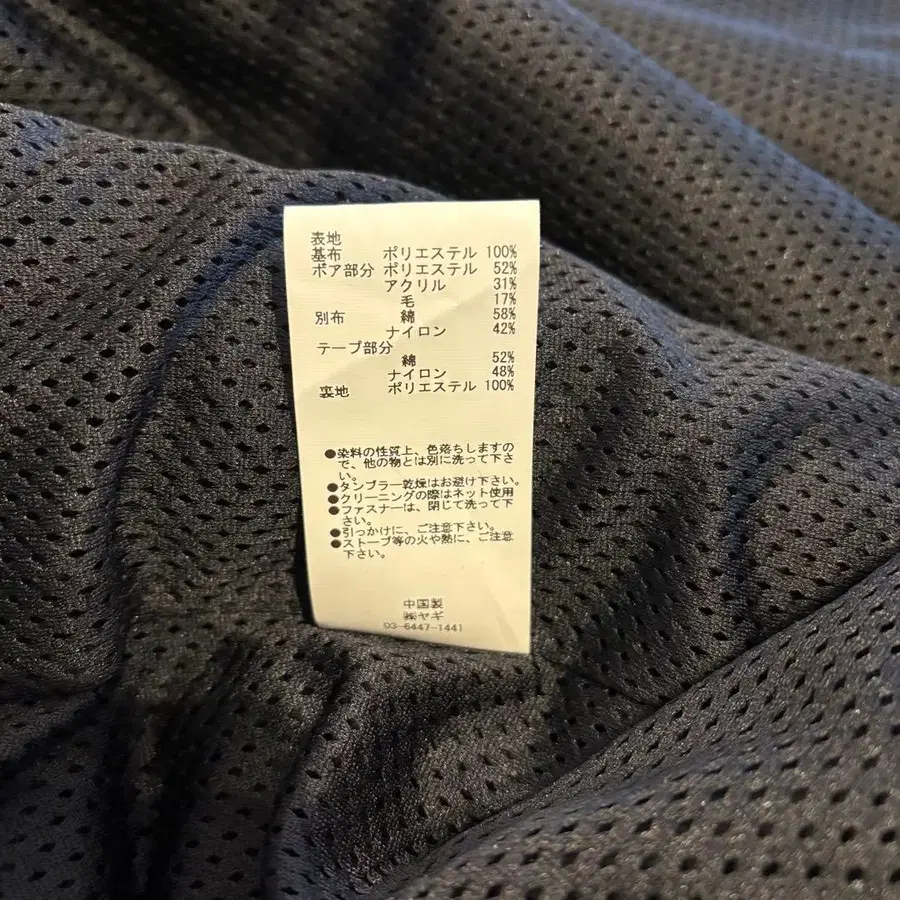 表地
基布 ポリエステル 100%
ボア部分 ポリエステル 52%
アクリル 31%
毛 17%
別布 綿 58%
ナイロン 42%
テープ部分
綿 52%
ナイロン 48%
裏地 ポリエステル 100%
●染料の性質上、色落ちしますの
で、他の物とは別に洗って下さ
い。
●タンブラー乾燥はお避け下さい。
●クリーニングの際はネット使用
●ファスナーは、閉じて洗って下
さい。
●引っかけに、ご注意下さい。
●ストーブ等の火や熱に、ご注意
下さい。
中国製
㈱ヤギ
03-6447-1441